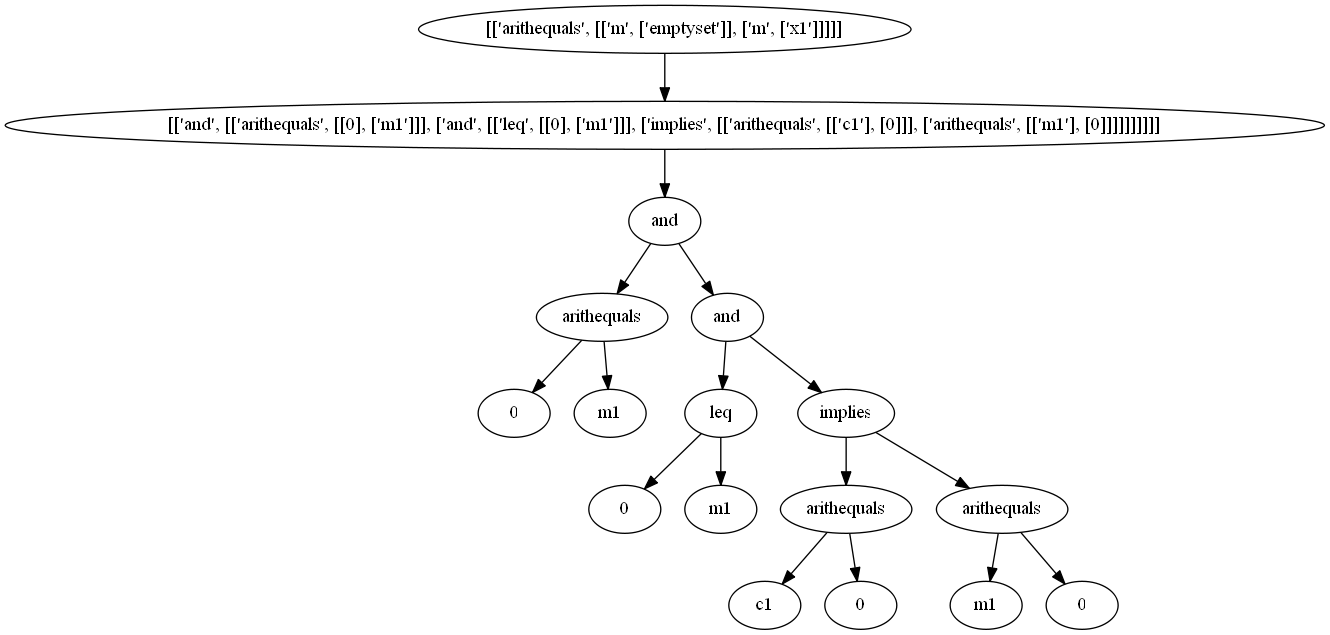 [['arithequals', [['m', ['emptyset']], ['m', ['x1']]]]]
[['and', [['arithequals', [[0], ['m1']]], ['and', [['leq', [[0], ['m1']]], ['implies', [['arithequals', [['c1'], [0]]], ['arithequals', [['m1'], [0]]]]]]]]]]
and
arithequals and
0 m1 leq implies
0 m1 arithequals arithequals
c1 0 m1 0